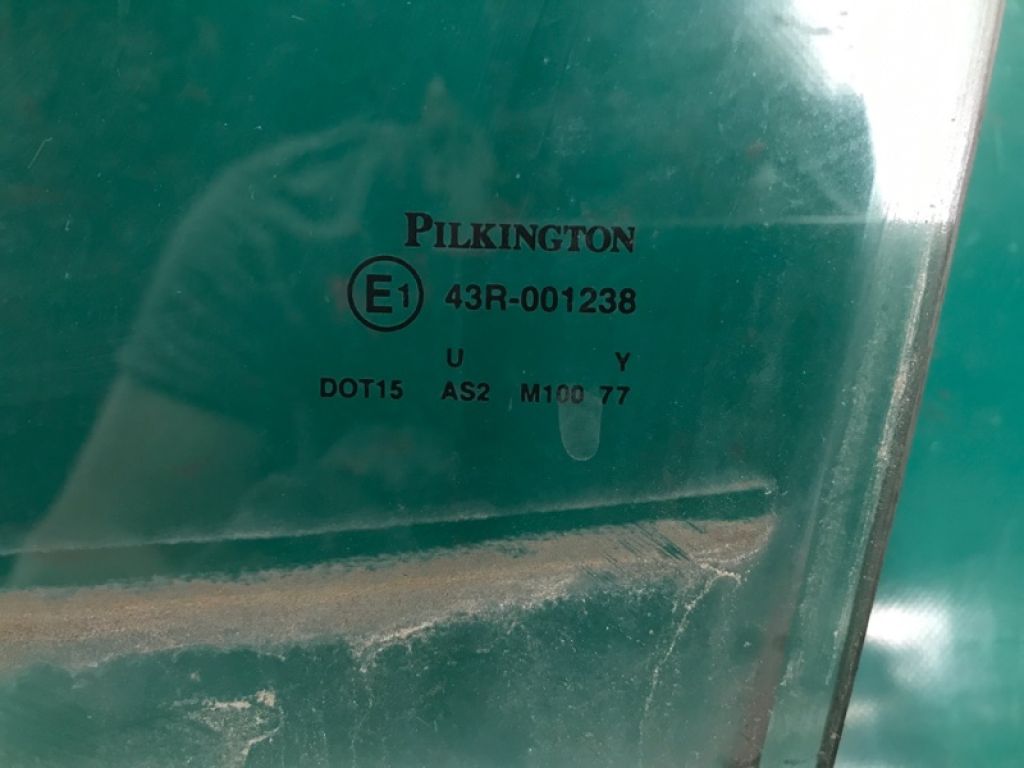 PILKINGTON
E1 43R-001238
U Y
DOT15 AS2 M100 77